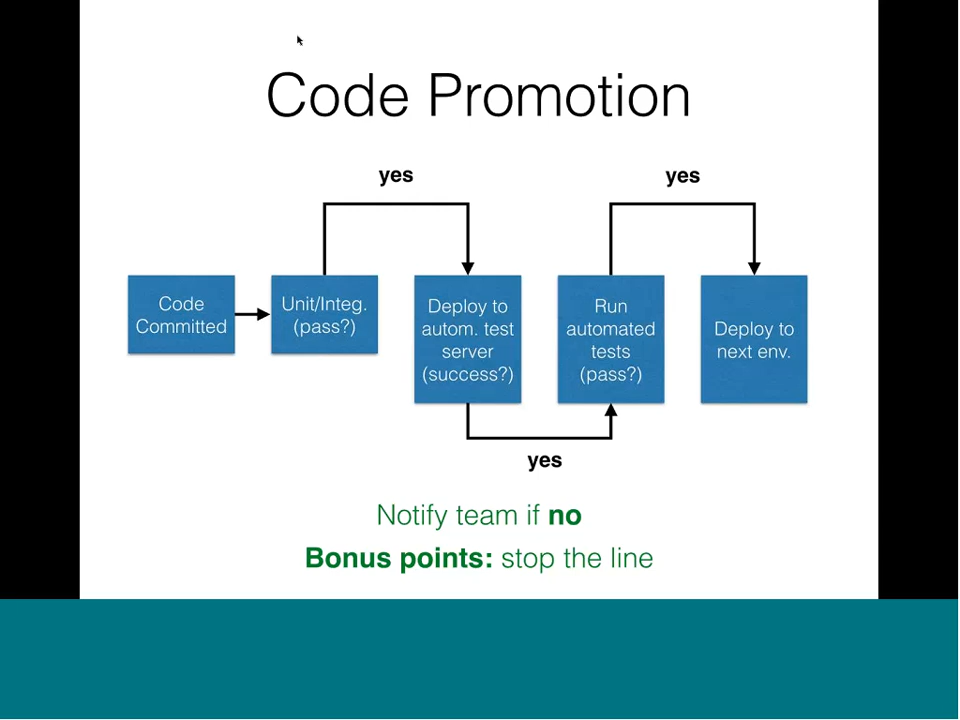 Code Promotion
yes
yes
Code
Committed
Unit/Integ.
(pass?)
Deploy to
autom. test
server
(success?)
Run
automated
tests
(pass?)
Deploy to
next env.
yes
Notify team if no
Bonus points: stop the line